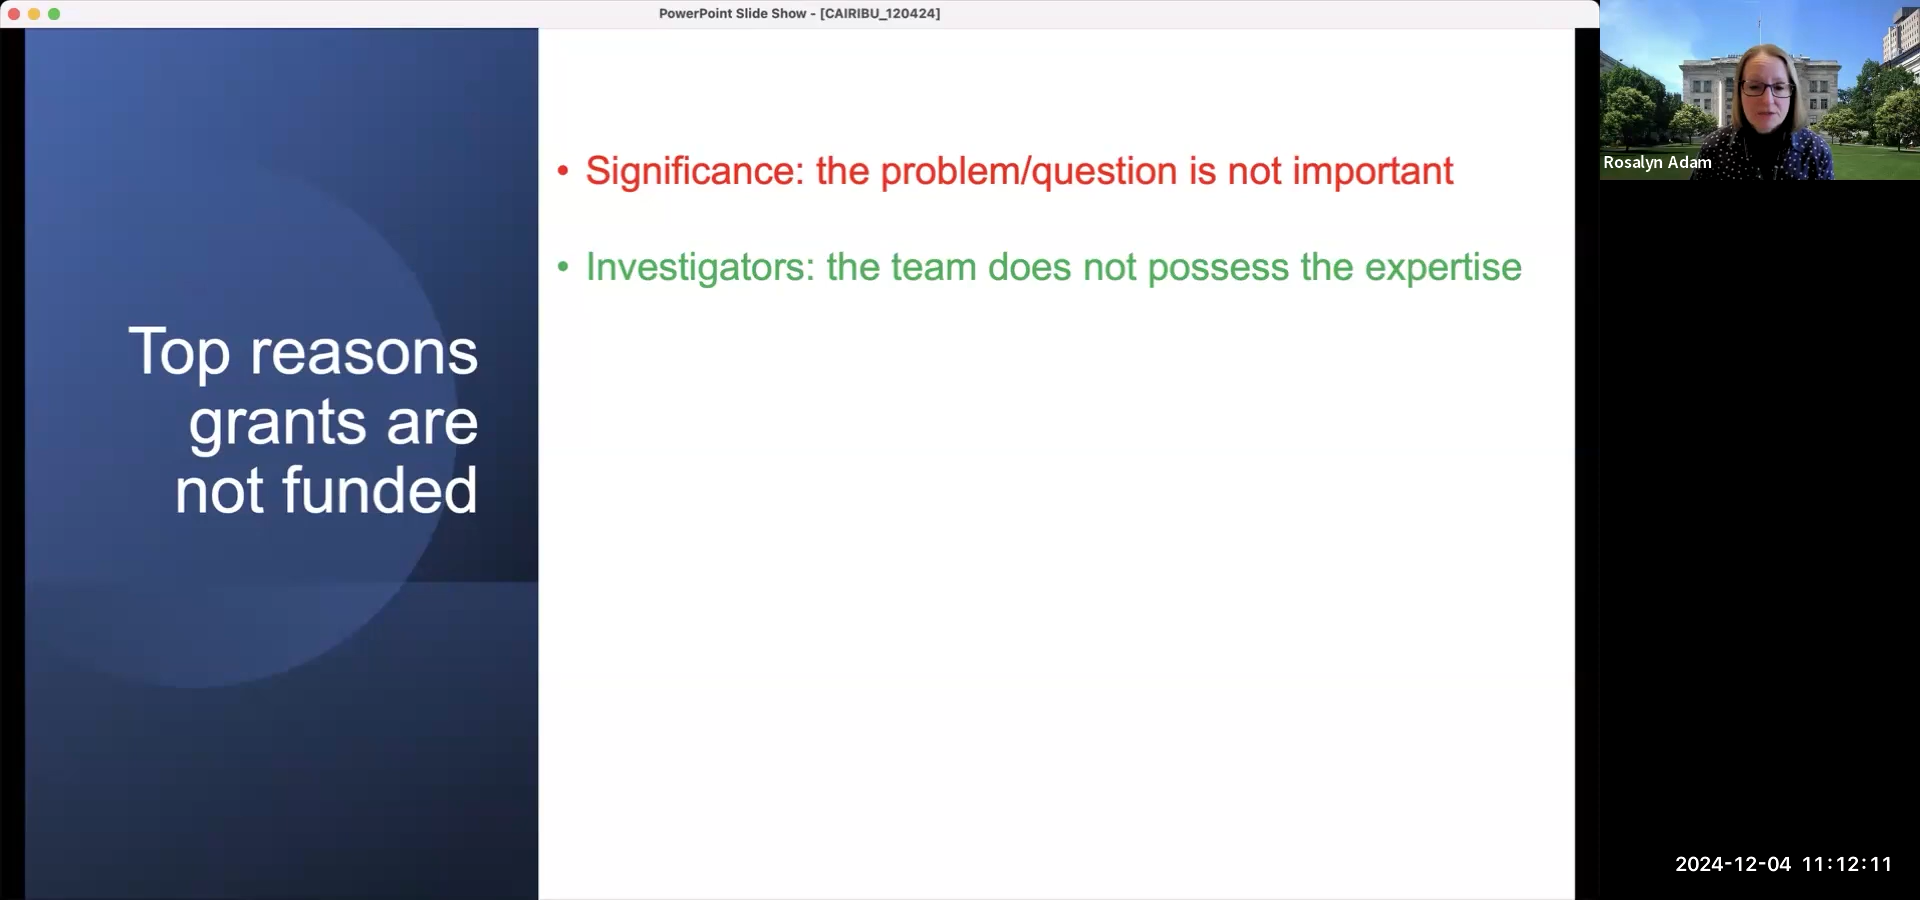 PowerPoint Slide Show - [CAIRIBU_120424]
Top reasons
grants are
not funded
• Significance: the problem/question is not important
• Investigators: the team does not possess the expertise
Rosalyn Adam
2024-12-04 11:12:11